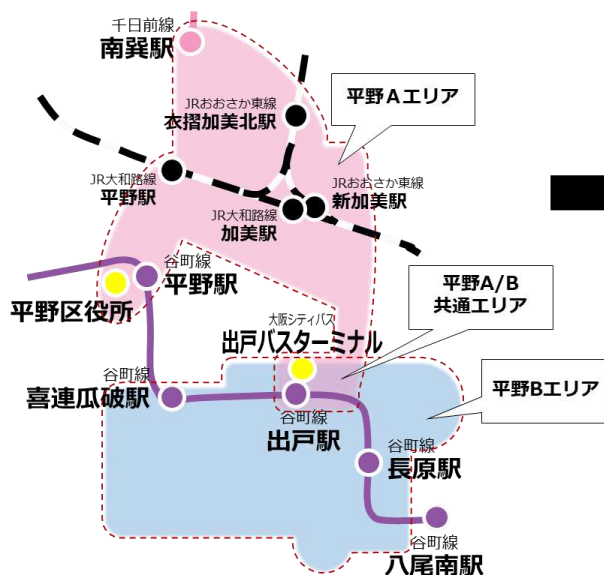 千日前線
南巽駅
平野Aエリア
JRおおさか東線
衣摺加美北駅
JR大和路線
平野駅
JRおおさか東線
新加美駅
JR大和路線
加美駅
谷町線
平野駅
平野区役所
平野A/B
共通エリア
大阪シティバス
出戸バスターミナル
平野Bエリア
谷町線
喜連瓜破駅
谷町線
出戸駅
谷町線
長原駅
谷町線
八尾南駅